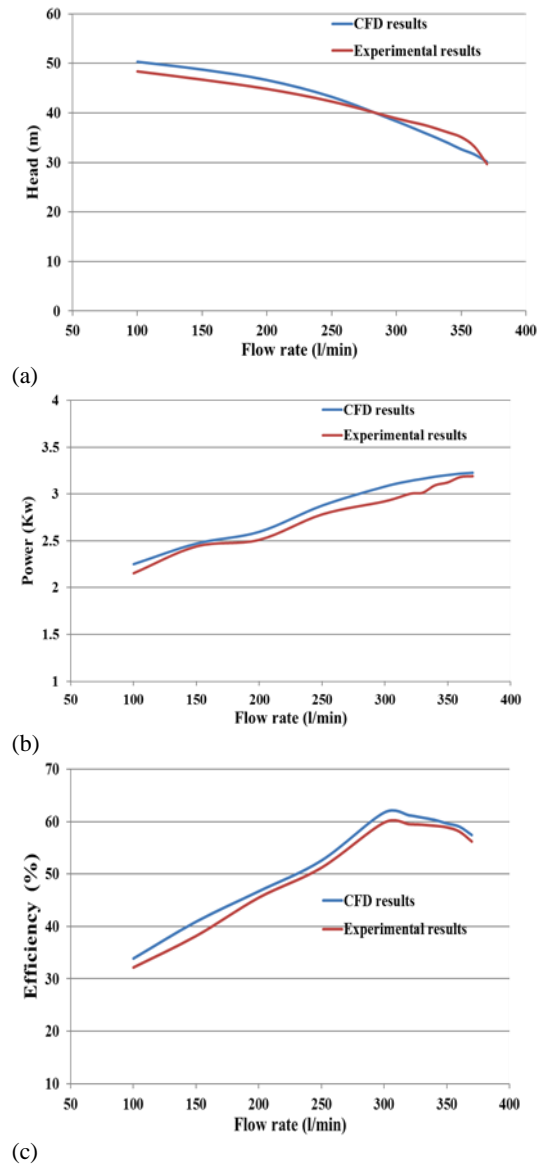 60
50
40
30
20
10
0
Head (m)
CFD results
Experimental results
50 100 150 200 250 300 350 400
Flow rate (l/min)
(a)
4
3.5
3
2.5
2
1.5
1
Power (Kw)
CFD results
Experimental results
50 100 150 200 250 300 350 400
Flow rate (l/min)
(b)
70
60
50
40
30
20
10
Efficiency (%)
CFD results
Experimental results
50 100 150 200 250 300 350 400
Flow rate (l/min)
(c)